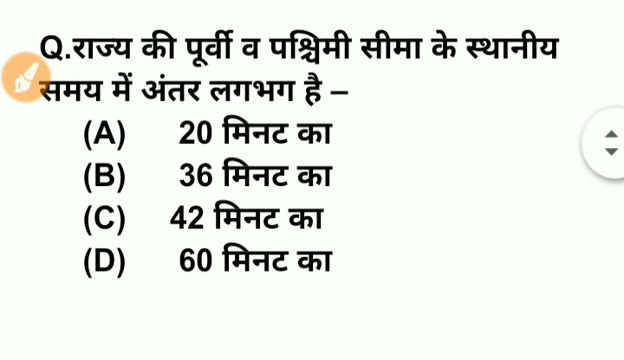 Q.राज्य की पूर्वी व पश्चिमी सीमा के स्थानीय
समय में अंतर लगभग है –
(A) 20 मिनट का
(B) 36 मिनट का
(C) 42 मिनट का
(D) 60 मिनट का